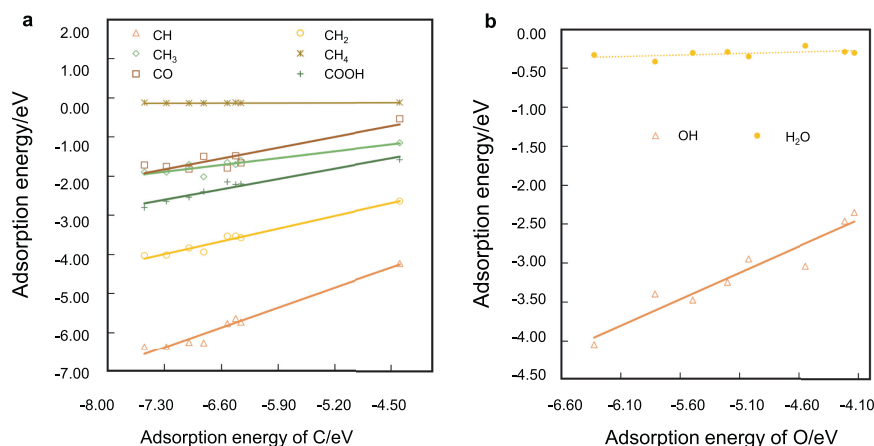 a
2.00
1.00
0.00
-1.00
-2.00
-3.00
-4.00
-5.00
-6.00
-7.00
Adsorption energy/eV
CH
CH₂
CH₃
CH₄
CO
COOH
-8.00 -7.30 -6.60 -5.90 -5.20 -4.50
Adsorption energy of C/eV
b
0.00
-0.50
-1.00
-1.50
-2.00
-2.50
-3.00
-3.50
-4.00
-4.50
Adsorption energy/eV
OH
H₂O
-6.60 -6.10 -5.60 -5.10 -4.60 -4.10
Adsorption energy of O/eV